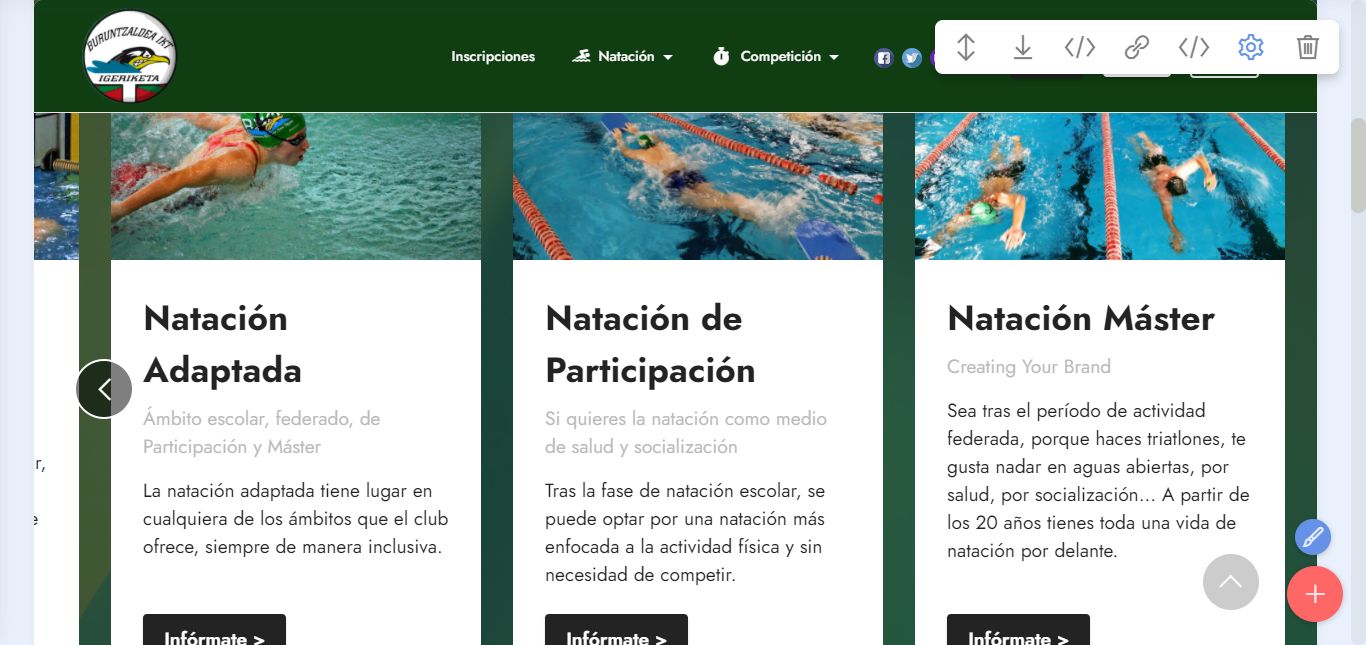 BURUNTZALDEA IKT
IGERIKETA
Inscripciones
Natación
Competición
Natación
Adaptada
Ámbito escolar, federado, de
Participación y Máster
La natación adaptada tiene lugar en
cualquiera de los ámbitos que el club
ofrece, siempre de manera inclusiva.
Infórmate >
Natación de
Participación
Si quieres la natación como medio
de salud y socialización
Tras la fase de natación escolar, se
puede optar por una natación más
enfocada a la actividad física y sin
necesidad de competir.
Infórmate >
Natación Máster
Creating Your Brand
Sea tras el período de actividad
federada, porque haces triatlones, te
gusta nadar en aguas abiertas, por
salud, por socialización... A partir de
los 20 años tienes toda una vida de
natación por delante.
Infórmate >
r,